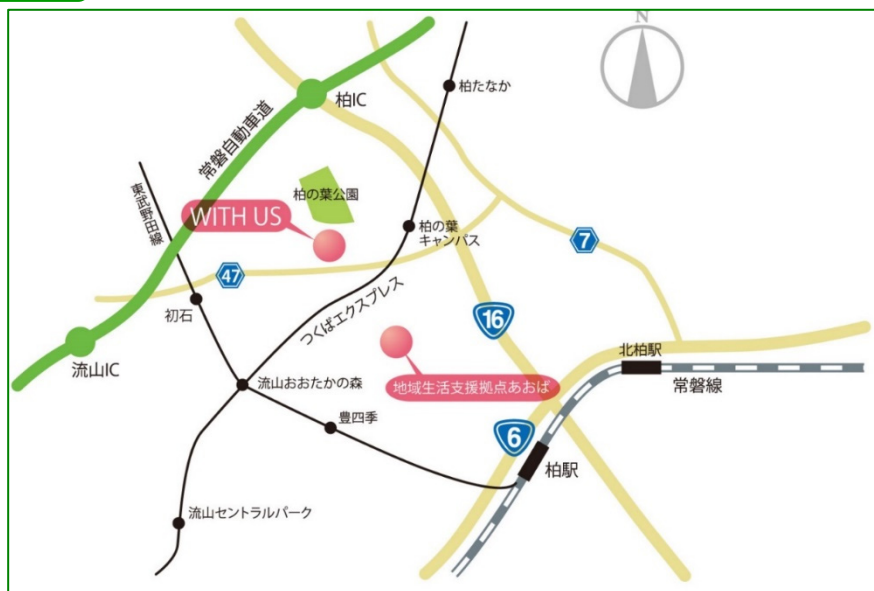 N
柏たなか
柏IC
常磐自動車道
柏の葉公園
東武野田線
WITH US
柏の葉
キャンパス
7
47
初石
つくばエクスプレス
16
流山IC
北柏駅
流山おおたかの森
地域生活支援拠点あおば
常磐線
豊四季
6
柏駅
流山セントラルパーク